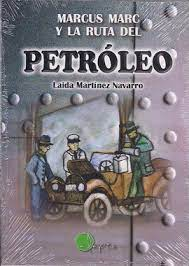 MARCUS MARC
Y LA RUTA DEL
PETRÓLEO
Laida Martínez Navarro